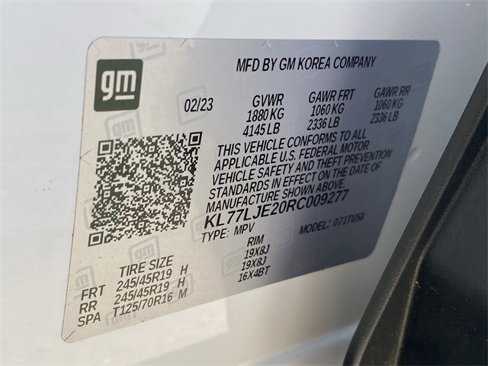 gm
MFD BY GM KOREA COMPANY
02/23 GVWR GAWR FRT GAWR RR
1880 KG 1060 KG 1060 KG
4145 LB 2336 LB 2336 LB
THIS VEHICLE CONFORMS TO ALL
APPLICABLE U.S. FEDERAL MOTOR
VEHICLE SAFETY AND THEFT PREVENTION
STANDARDS IN EFFECT ON THE DATE OF
MANUFACTURE SHOWN ABOVE.
KL77LJE20RC009277
TYPE: MPV MODEL: 071TUS8
TIRE SIZE RIM
FRT 245/45R19 H 19X8J
RR 245/45R19 H 19X8J
SPA T125/70R16 M 16X4BT